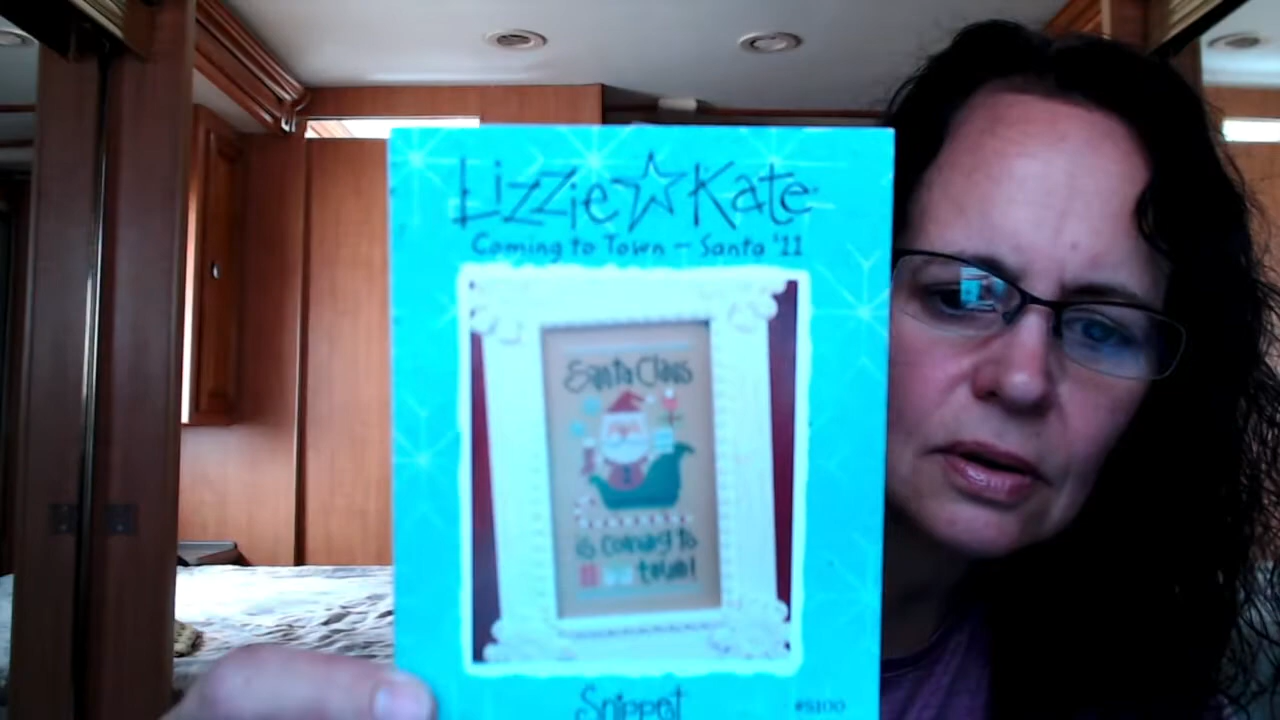 Lizzie☆Kate
Coming to Town - Santa '11
Santa Claus
is coming to
town!
Snippet
#S100